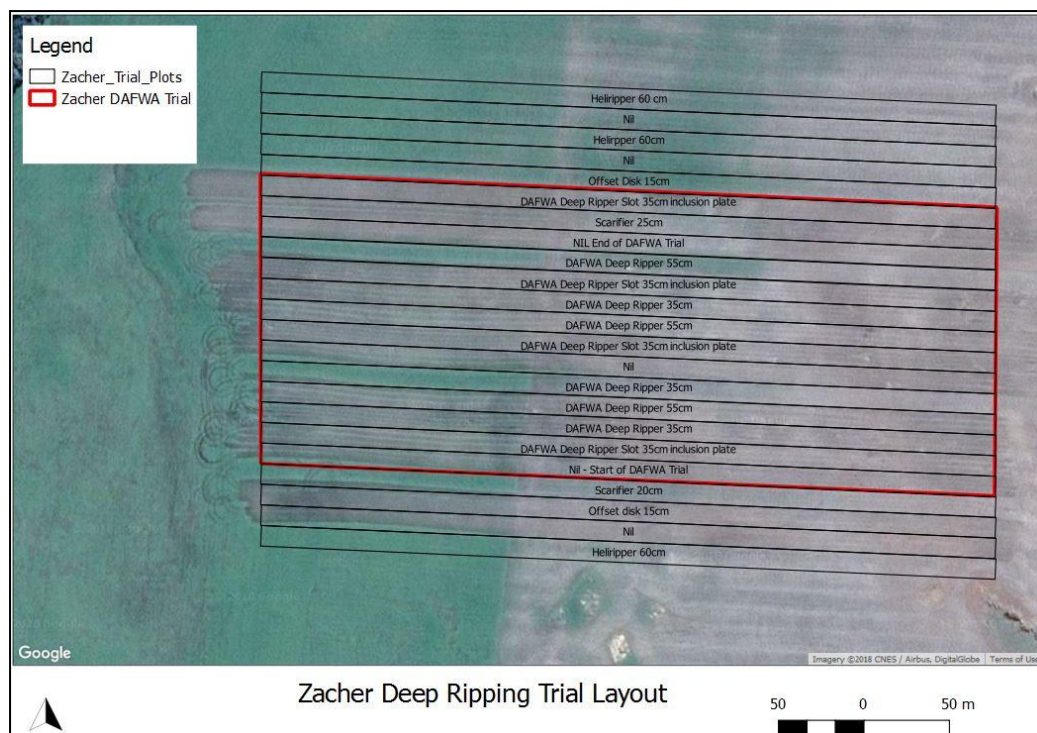 Legend
Zacher_Trial_Plots
Zacher DAFWA Trial
Heliripper 60 cm
Nil
Helirpper 60cm
Nil
Offset Disk 15cm
DAFWA Deep Ripper Slot 35cm inclusion plate
Scarifier 25cm
NIL End of DAFWA Trial
DAFWA Deep Ripper 55cm
DAFWA Deep Ripper Slot 35cm inclusion plate
DAFWA Deep Ripper 35cm
DAFWA Deep Ripper 55cm
DAFWA Deep Ripper Slot 35cm inclusion plate
Nil
DAFWA Deep Ripper 35cm
DAFWA Deep Ripper 55cm
DAFWA Deep Ripper 35cm
DAFWA Deep Ripper Slot 35cm inclusion plate
Nil - Start of DAFWA Trial
Scarifier 20cm
Offset disk 15cm
Nil
Heliripper 60cm
Google
Imagery ©2018 CNES / Airbus, DigitalGlobe Terms of Use
Zacher Deep Ripping Trial Layout
50 0 50 m